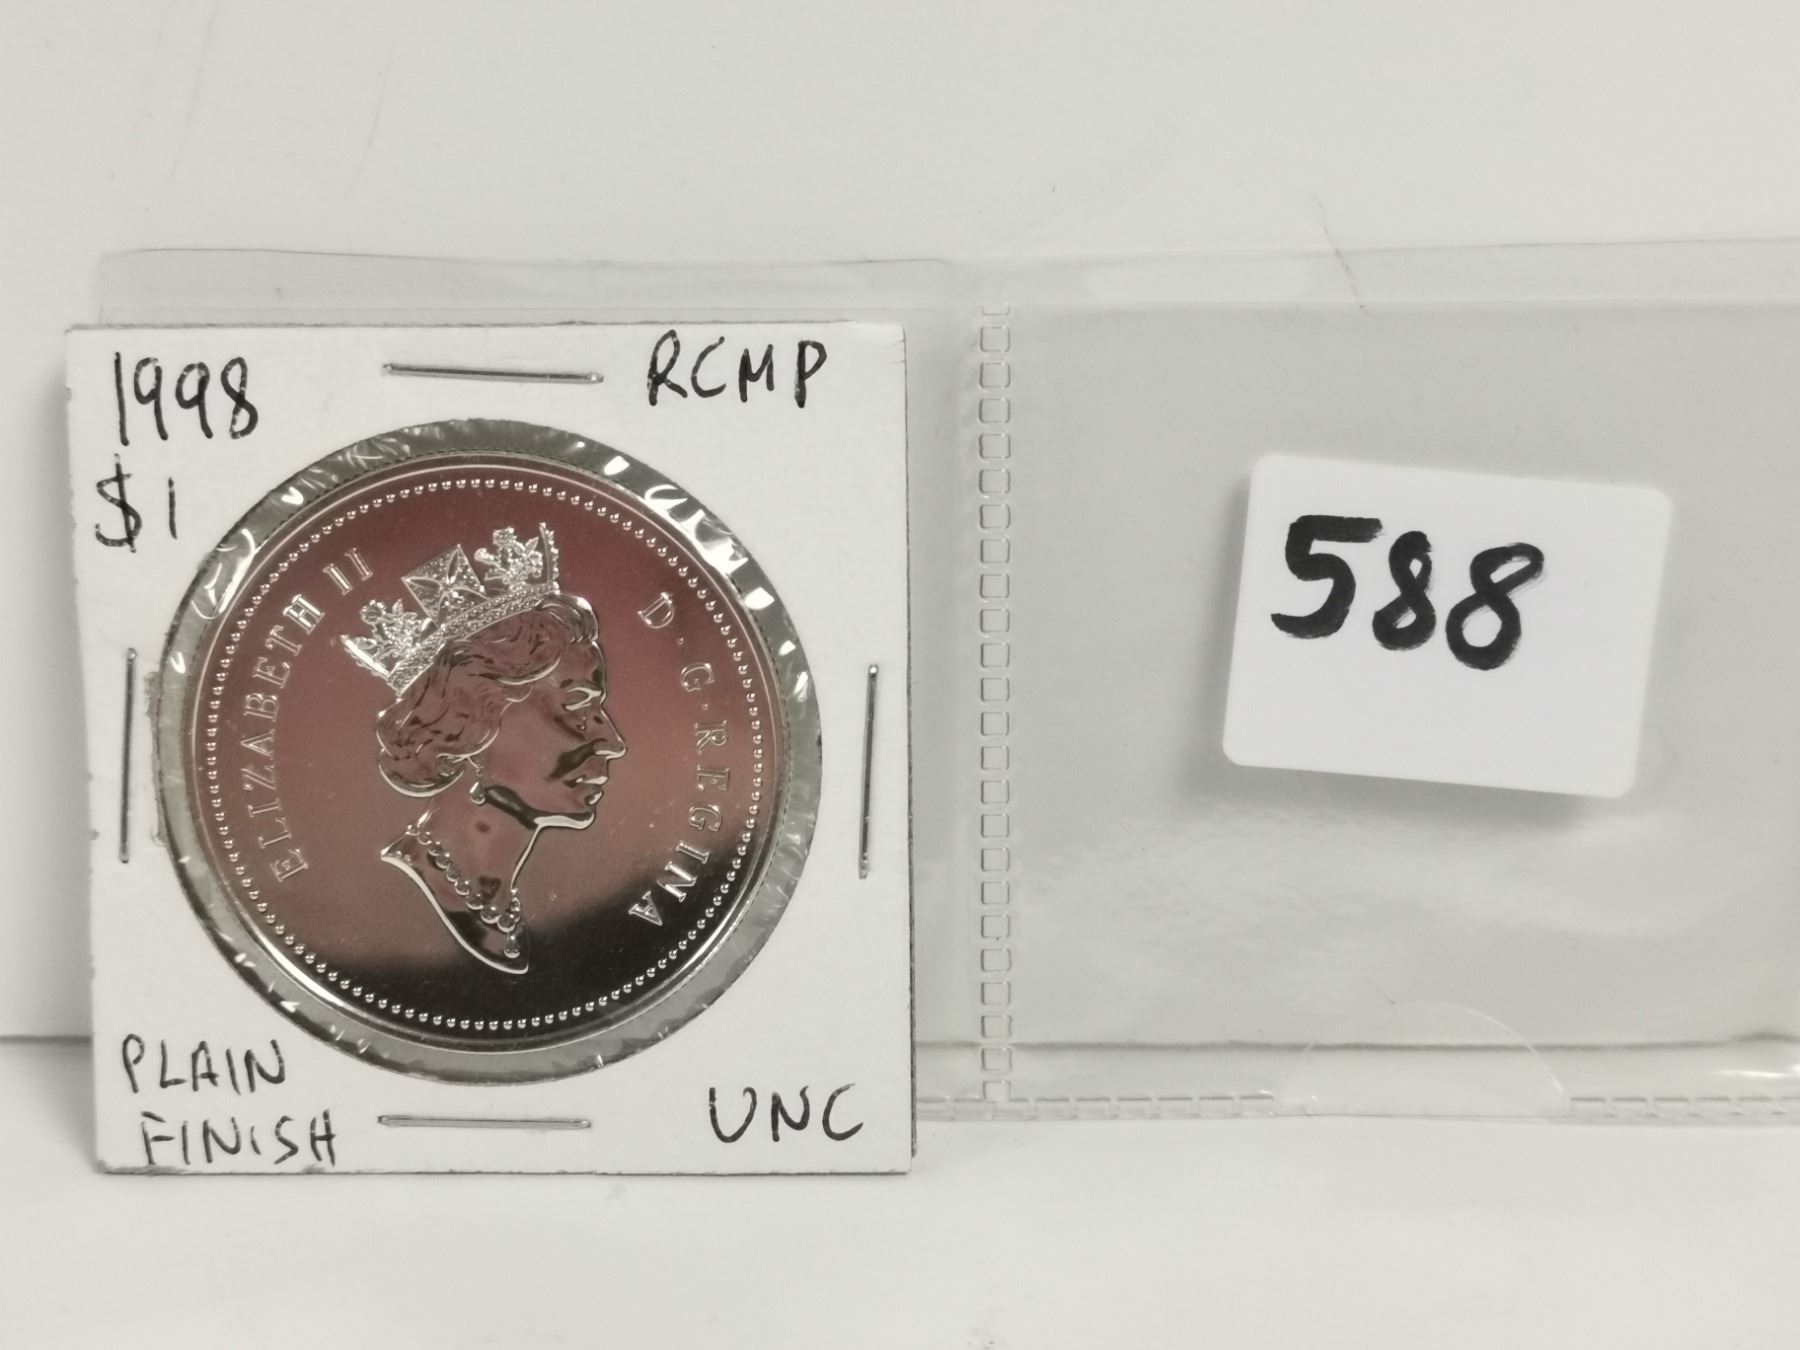 1998
$1
RCMP
ELIZABETH II
D·G·REGINA
PLAIN
FINISH
UNC
588